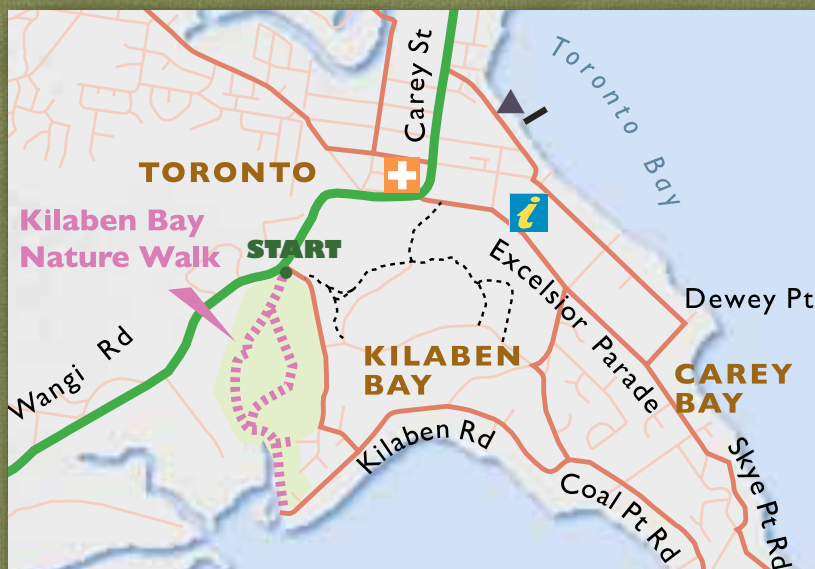 Carey St
Toronto Bay
TORONTO
i
Kilaben Bay
Nature Walk
START
Excelsior Parade
Dewey Pt
Wangi Rd
KILABEN
BAY
CAREY
BAY
Kilaben Rd
Skye Pt Rd
Coal Pt Rd